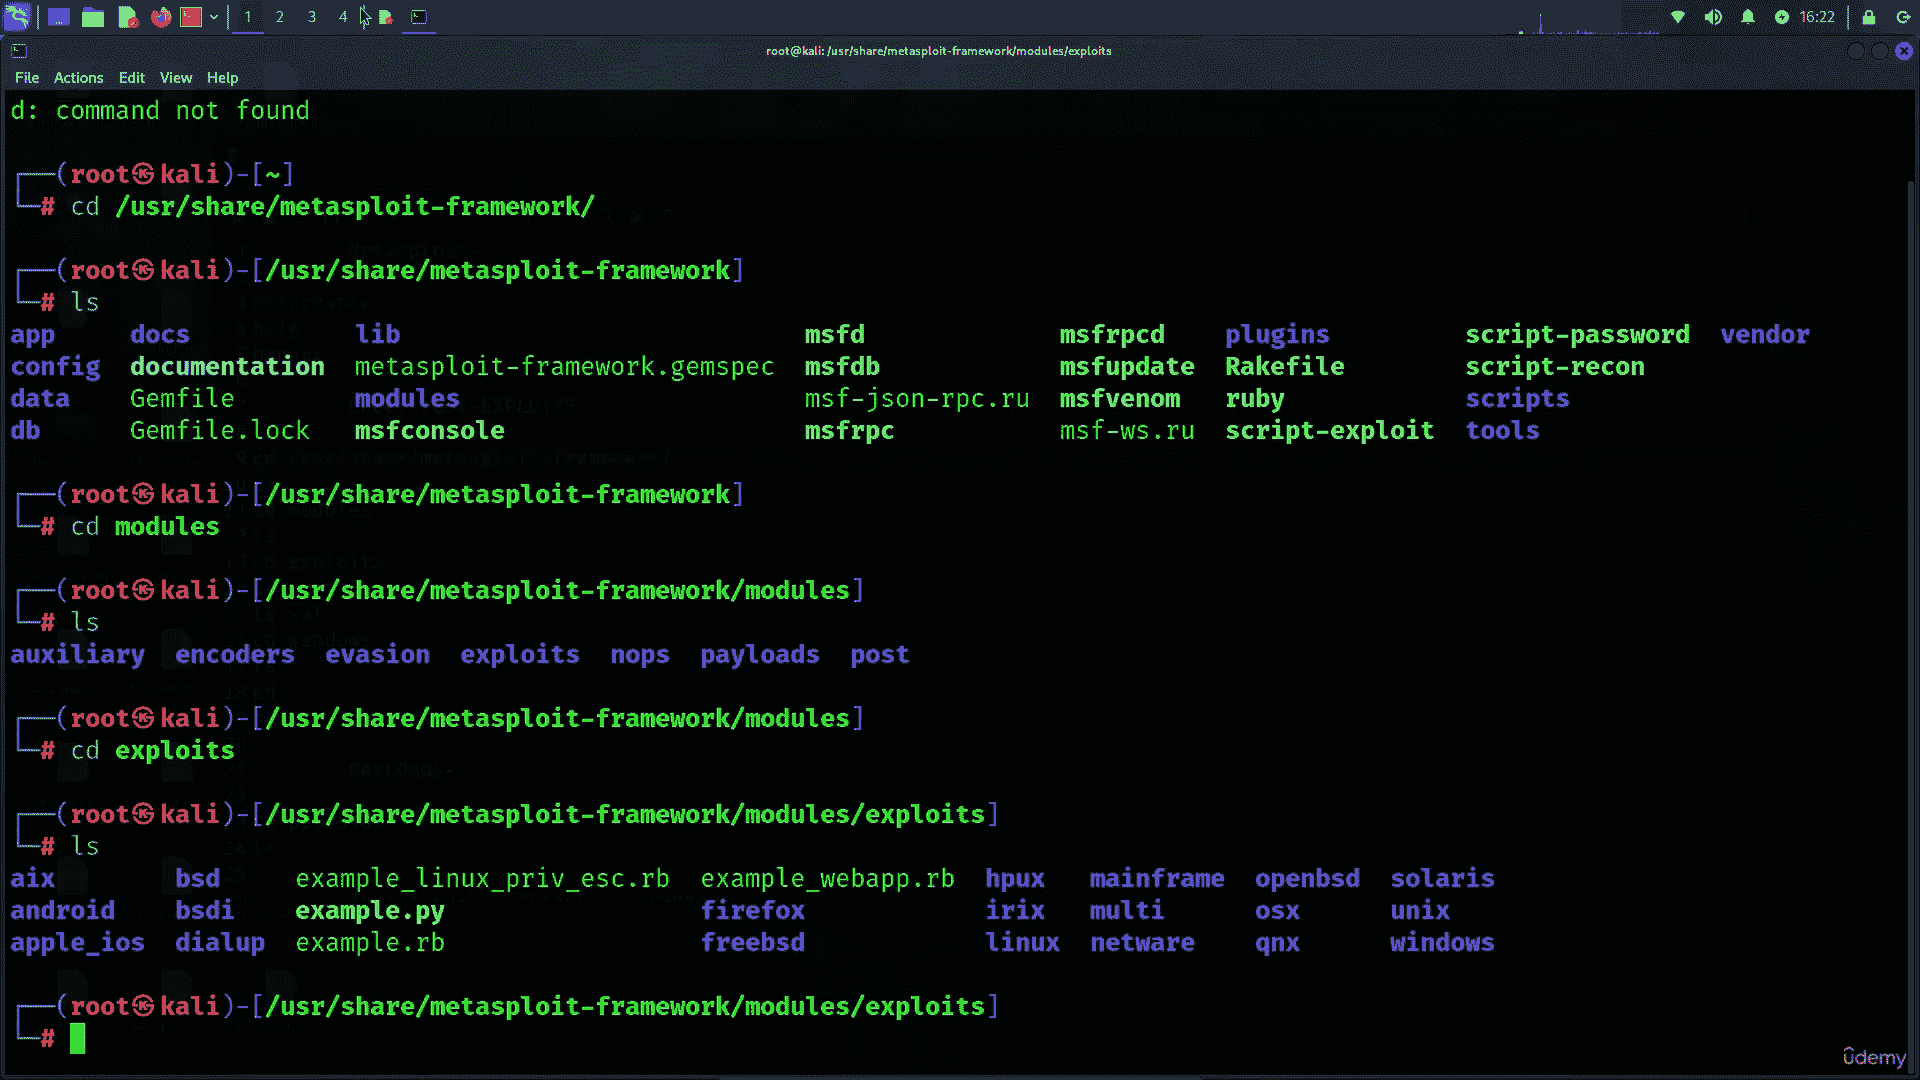 1 2 3 4 16:22
root@kali: /usr/share/metasploit-framework/modules/exploits
File Actions Edit View Help
d: command not found
┌──(root㉿kali)-[~]
└─# cd /usr/share/metasploit-framework/
┌──(root㉿kali)-[/usr/share/metasploit-framework]
└─# ls
app docs lib msfd msfrpcd plugins script-password vendor
config documentation metasploit-framework.gemspec msfdb msfupdate Rakefile script-recon
data Gemfile modules msf-json-rpc.ru msfvenom ruby scripts
db Gemfile.lock msfconsole msfrpc msf-ws.ru script-exploit tools
┌──(root㉿kali)-[/usr/share/metasploit-framework]
└─# cd modules
┌──(root㉿kali)-[/usr/share/metasploit-framework/modules]
└─# ls
auxiliary encoders evasion exploits nops payloads post
┌──(root㉿kali)-[/usr/share/metasploit-framework/modules]
└─# cd exploits
┌──(root㉿kali)-[/usr/share/metasploit-framework/modules/exploits]
└─# ls
aix bsd example_linux_priv_esc.rb example_webapp.rb hpux mainframe openbsd solaris
android bsdi example.py firefox irix multi osx unix
apple_ios dialup example.rb freebsd linux netware qnx windows
┌──(root㉿kali)-[/usr/share/metasploit-framework/modules/exploits]
└─#
udemy